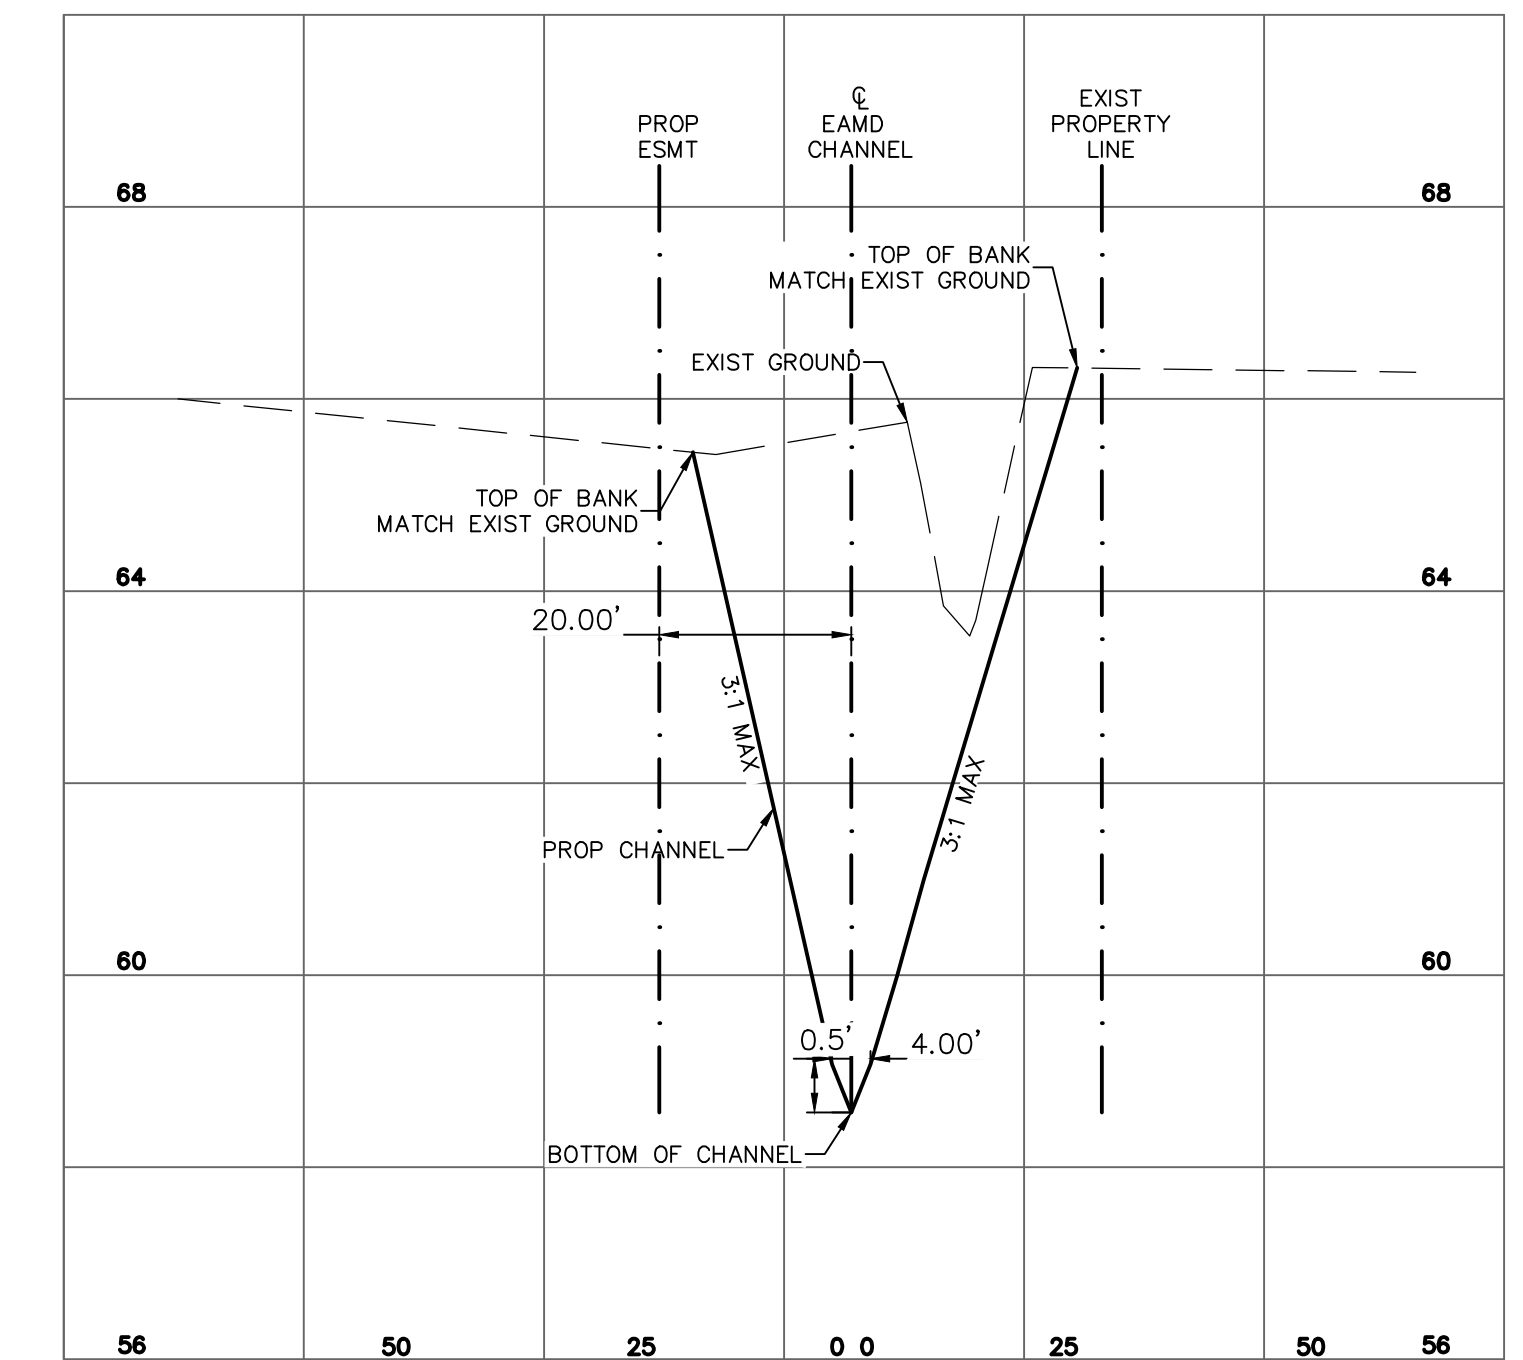 PROP
ESMT
℄
EAMD
CHANNEL
EXIST
PROPERTY
LINE
68
68
TOP OF BANK
MATCH EXIST GROUND
EXIST GROUND
TOP OF BANK
MATCH EXIST GROUND
64
64
20.00'
3:1 MAX
3:1 MAX
PROP CHANNEL
60
60
0.5'
4.00'
BOTTOM OF CHANNEL
56 50 25 0 0 25 50 56